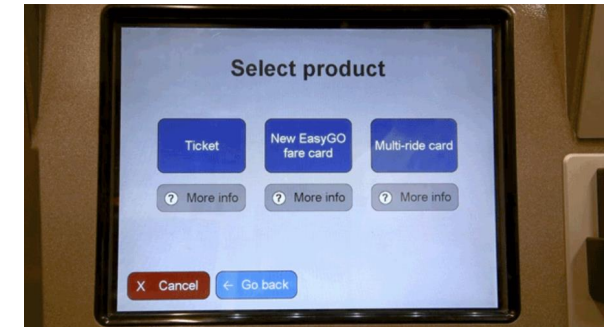 Select product
Ticket
New EasyGO
fare card
Multi-ride card
? More info
? More info
? More info
X Cancel
← Go back